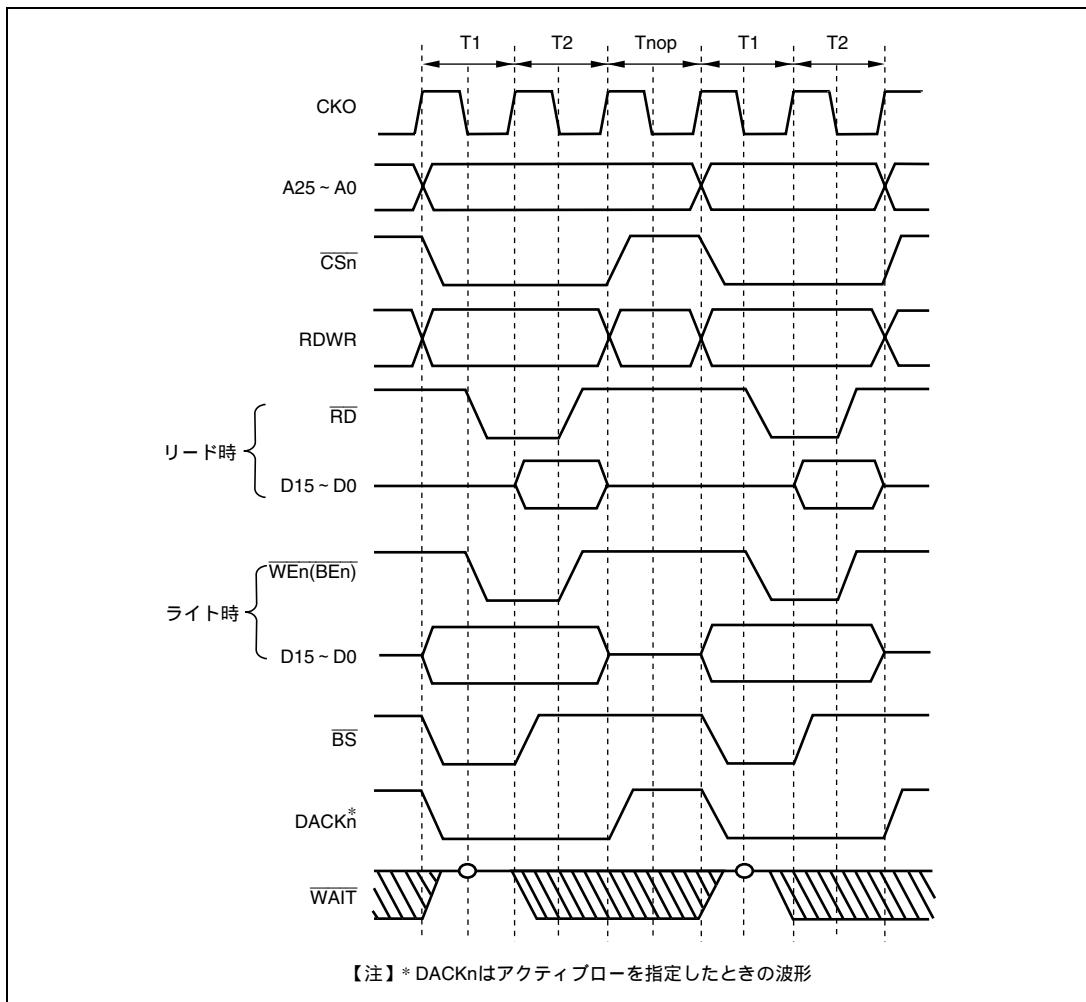 T1 T2 Tnop T1 T2
CKO
A25 ~ A0
CSn
RDWR
RD
リード時
D15 ~ D0
WEn(BEn)
ライト時
D15 ~ D0
BS
DACKn*
WAIT
【注】* DACKnはアクティブローを指定したときの波形